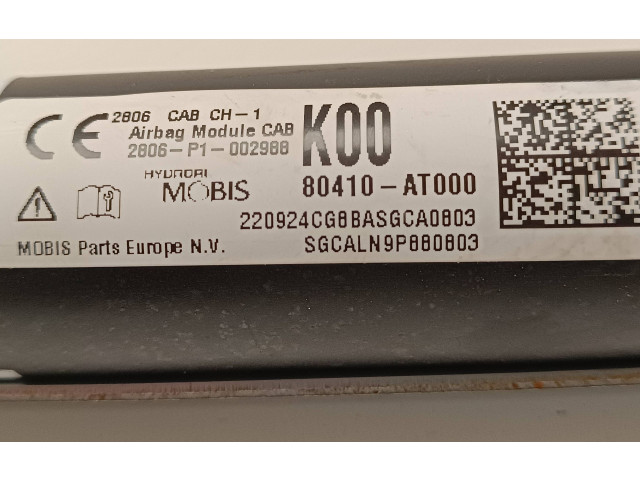 CE 2806 CAB CH-1
Airbag Module CAB
2806-P1-002988
K00
HYUNDAI
MOBIS
80410-AT000
220924CG8BASGCA0803
MOBIS Parts Europe N.V.
SGCALN9P880803